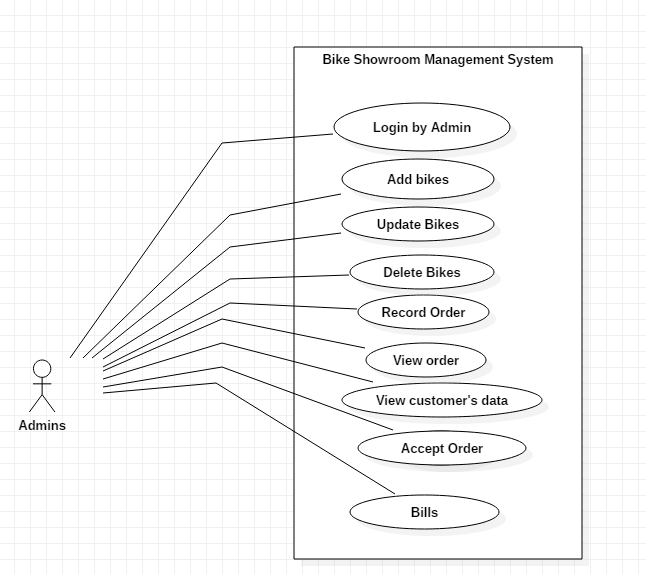 Bike Showroom Management System
Login by Admin
Add bikes
Update Bikes
Delete Bikes
Record Order
View order
View customer's data
Accept Order
Bills
Admins